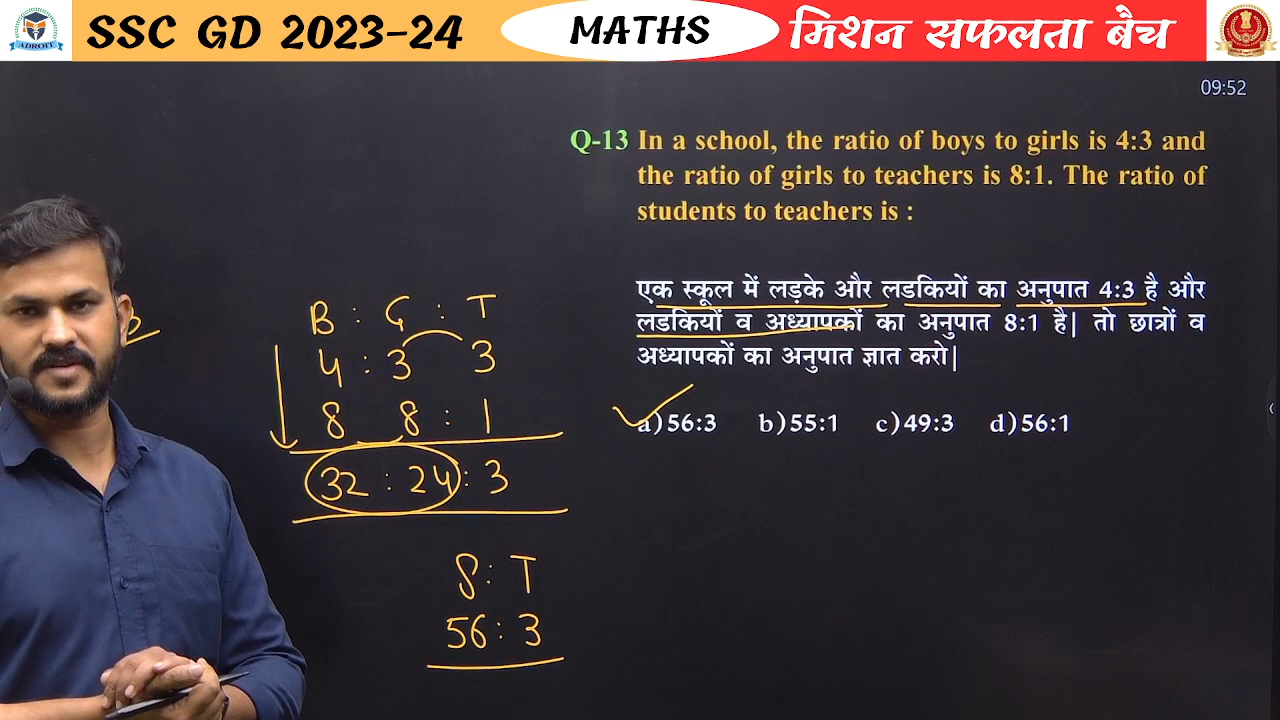 SSC GD 2023-24
MATHS
मिशन सफलता बैच
ADROIT
09:52
Q-13 In a school, the ratio of boys to girls is 4:3 and
the ratio of girls to teachers is 8:1. The ratio of
students to teachers is :
एक स्कूल में लड़के और लडकियों का अनुपात 4:3 है और
लडकियों व अध्यापकों का अनुपात 8:1 है| तो छात्रों व
अध्यापकों का अनुपात ज्ञात करो|
a)56:3 b)55:1 c)49:3 d)56:1
B : G : T
4 : 3 3
8 8 : 1
32 : 24 : 3
S : T
56 : 3